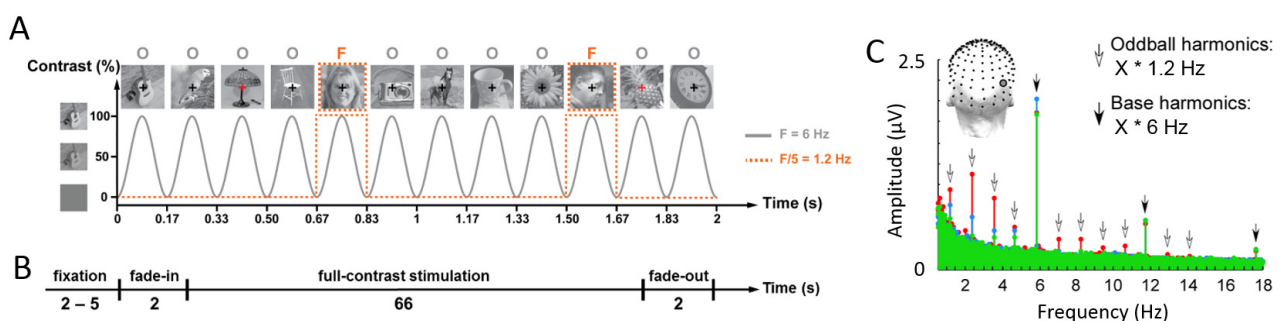 A
O O O O F O O O O F O O
Contrast (%)
100
50
0
F = 6 Hz
F/5 = 1.2 Hz
0 0.17 0.33 0.50 0.67 0.83 1 1.17 1.33 1.50 1.67 1.83 2
Time (s)
B
fixation fade-in full-contrast stimulation fade-out
Time (s)
2 – 5 2 66 2
C
Oddball harmonics:
X * 1.2 Hz
Base harmonics:
X * 6 Hz
2.5
Amplitude (µV)
0
2 4 6 8 10 12 14 16 18
Frequency (Hz)